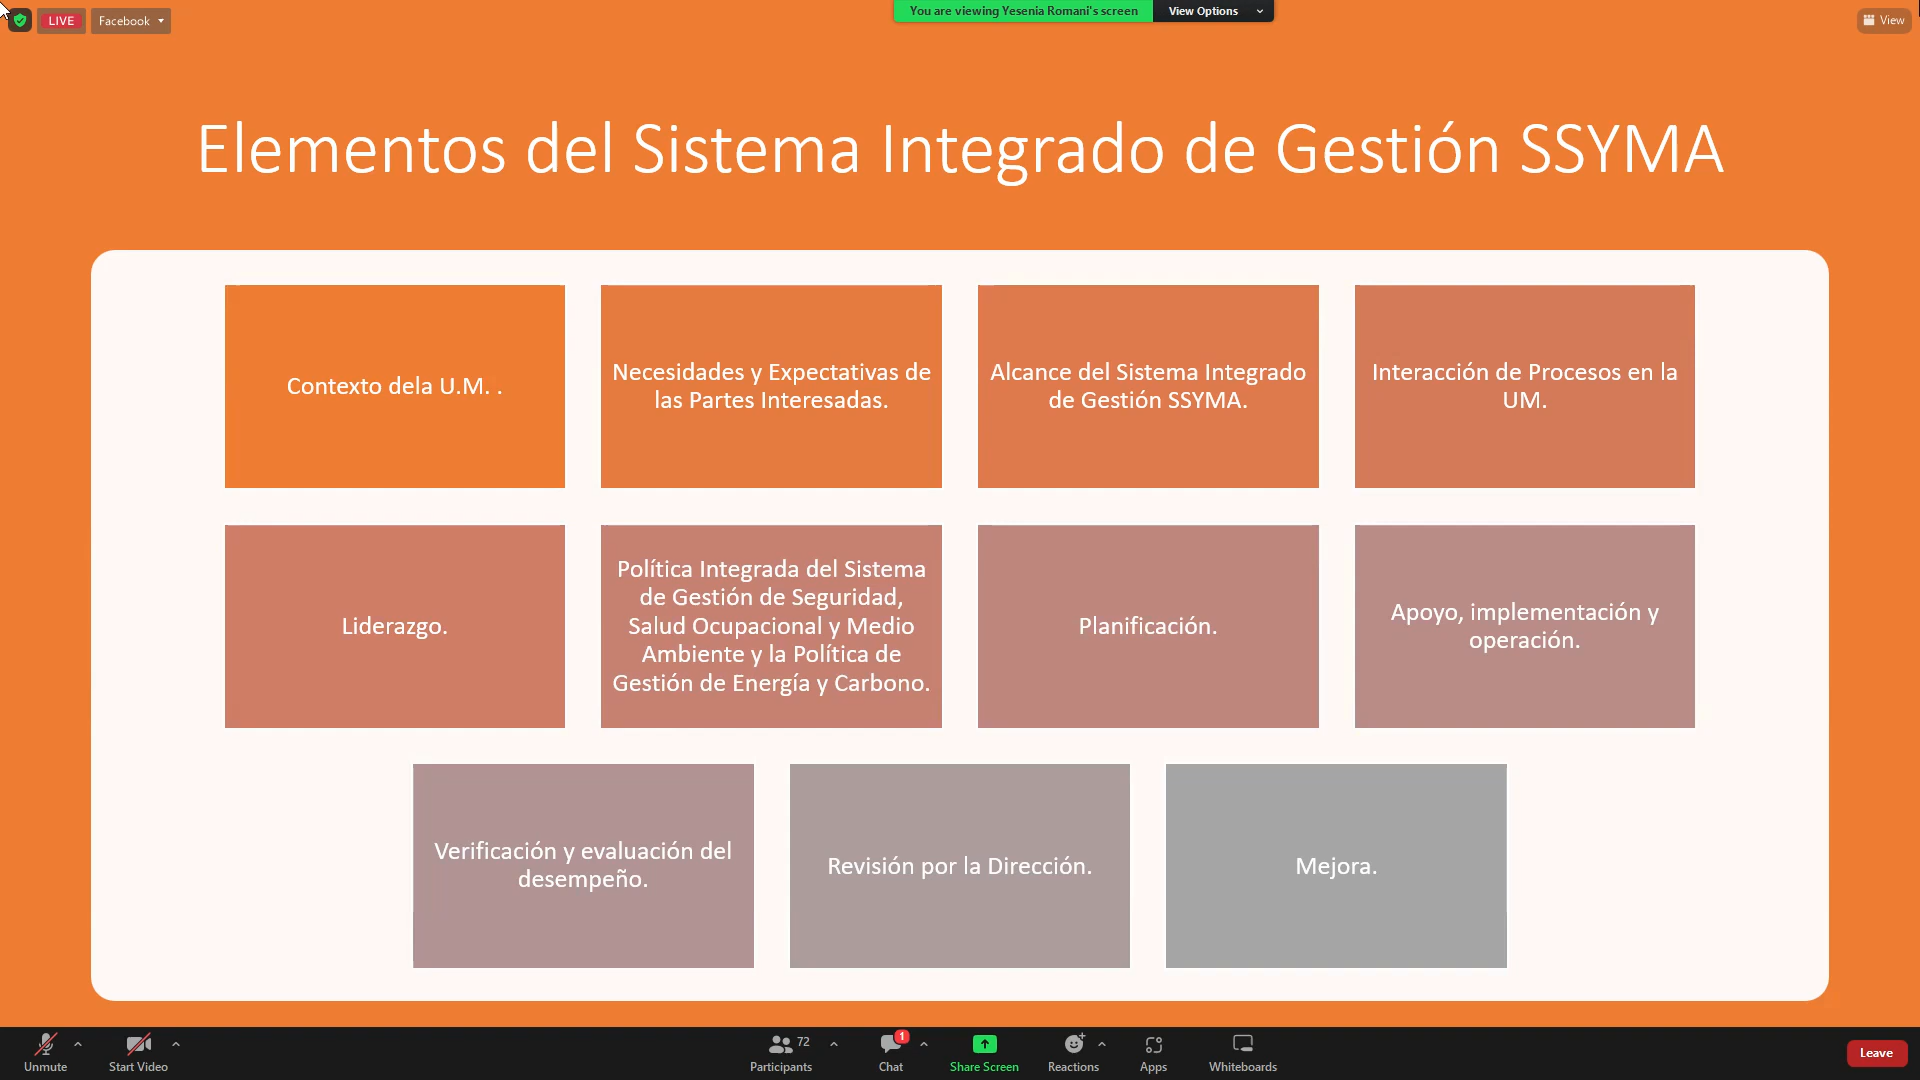 LIVE
Facebook
You are viewing Yesenia Romani's screen
View Options
View
Elementos del Sistema Integrado de Gestión SSYMA
Contexto dela U.M. .
Necesidades y Expectativas de
las Partes Interesadas.
Alcance del Sistema Integrado
de Gestión SSYMA.
Interacción de Procesos en la
UM.
Liderazgo.
Política Integrada del Sistema
de Gestión de Seguridad,
Salud Ocupacional y Medio
Ambiente y la Política de
Gestión de Energía y Carbono.
Planificación.
Apoyo, implementación y
operación.
Verificación y evaluación del
desempeño.
Revisión por la Dirección.
Mejora.
Unmute
Start Video
72
Participants
1
Chat
Share Screen
Reactions
Apps
Whiteboards
Leave